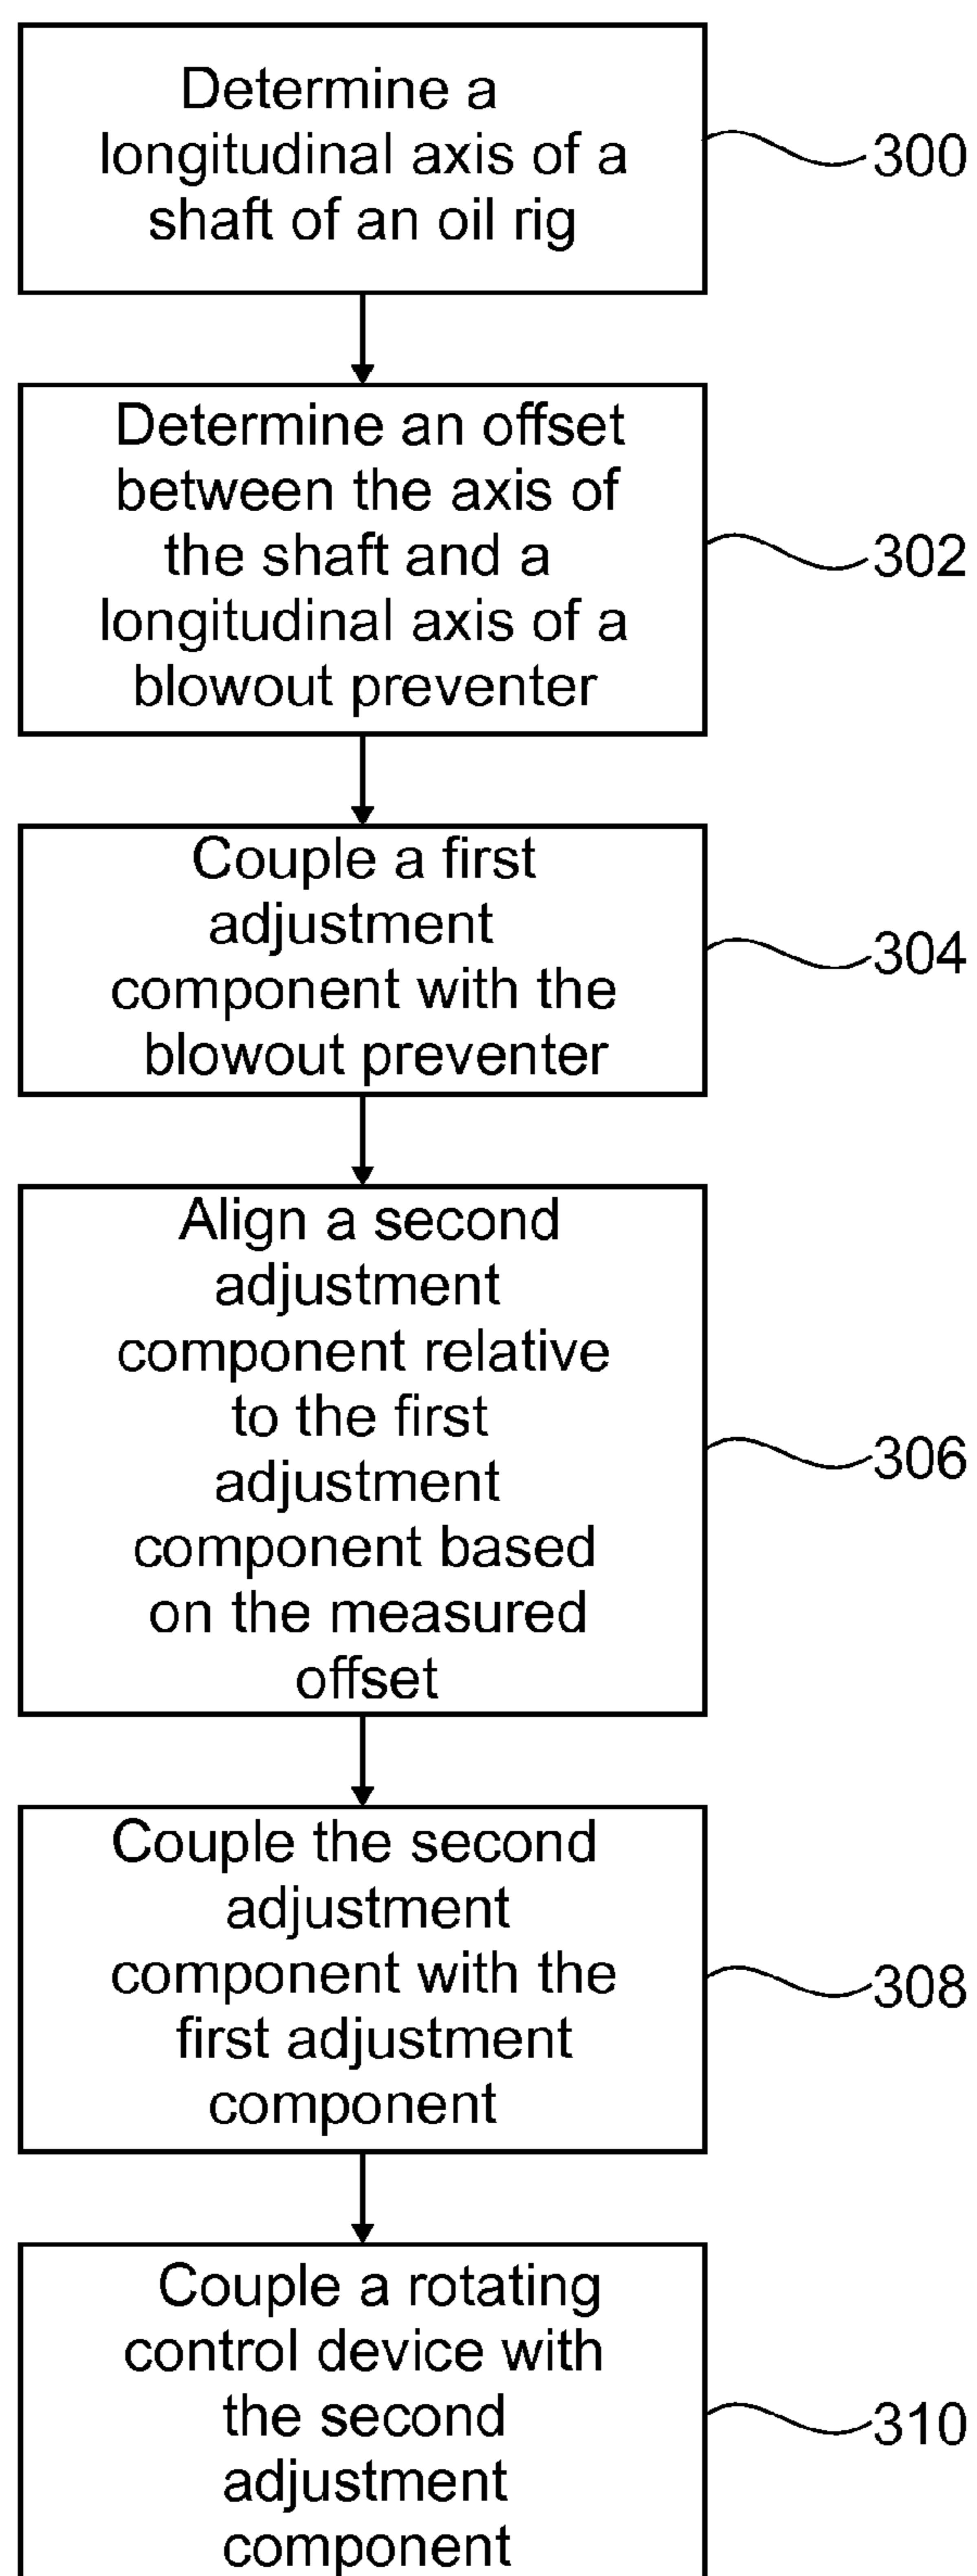 Determine a
longitudinal axis of a
shaft of an oil rig
300
Determine an offset
between the axis of
the shaft and a
longitudinal axis of a
blowout preventer
302
Couple a first
adjustment
component with the
blowout preventer
304
Align a second
adjustment
component relative
to the first
adjustment
component based
on the measured
offset
306
Couple the second
adjustment
component with the
first adjustment
component
308
Couple a rotating
control device with
the second
adjustment
component
310